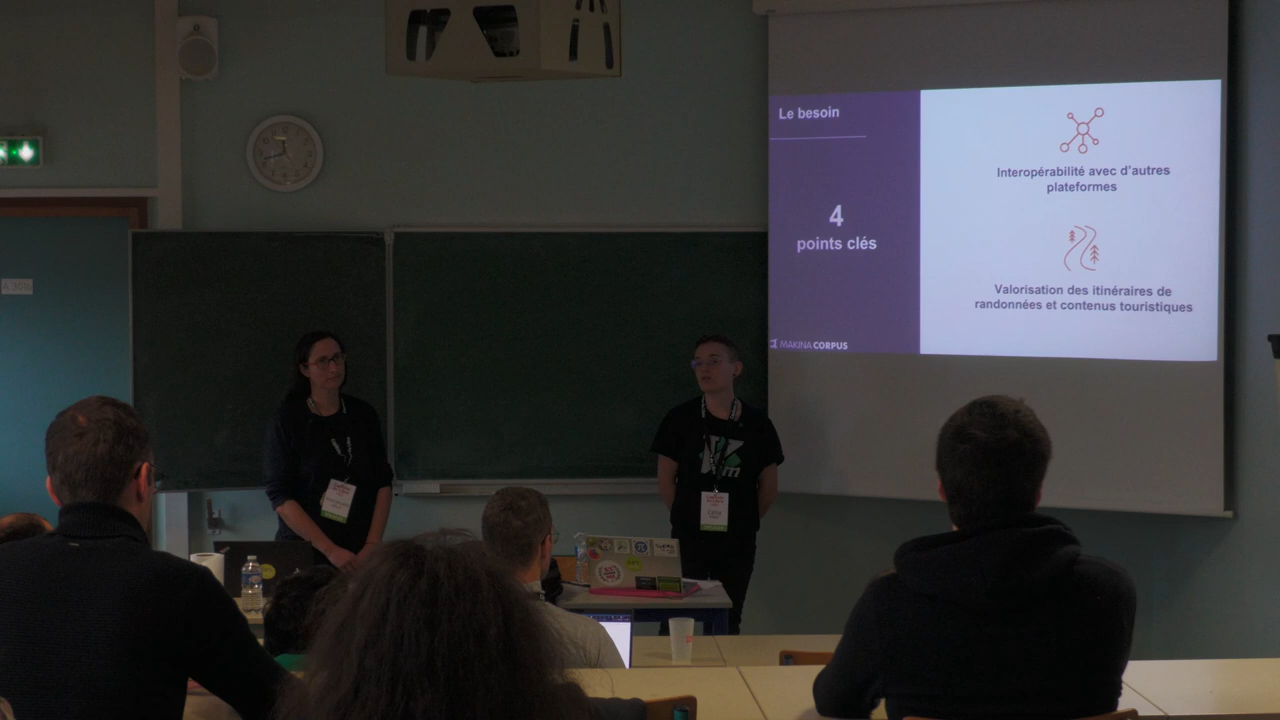 Le besoin
4
points clés
MAKINA CORPUS
Interopérabilité avec d'autres
plateformes
Valorisation des itinéraires de
randonnées et contenus touristiques